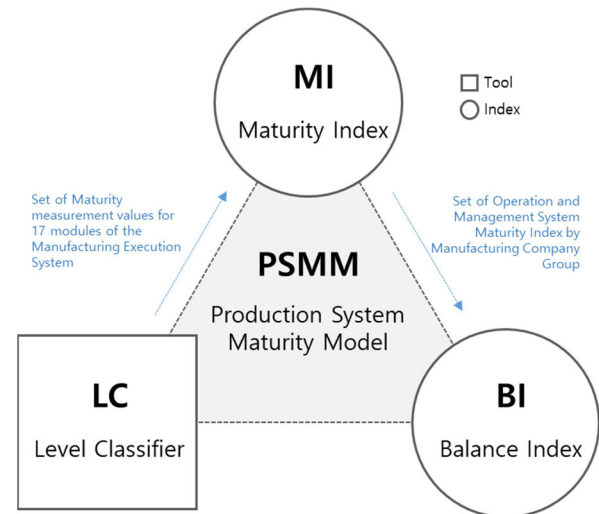 MI
Maturity Index
Tool
Index
Set of Maturity
measurement values for
17 modules of the
Manufacturing Execution
System
Set of Operation and
Management System
Maturity Index by
Manufacturing Company
Group
PSMM
Production System
Maturity Model
LC
Level Classifier
BI
Balance Index